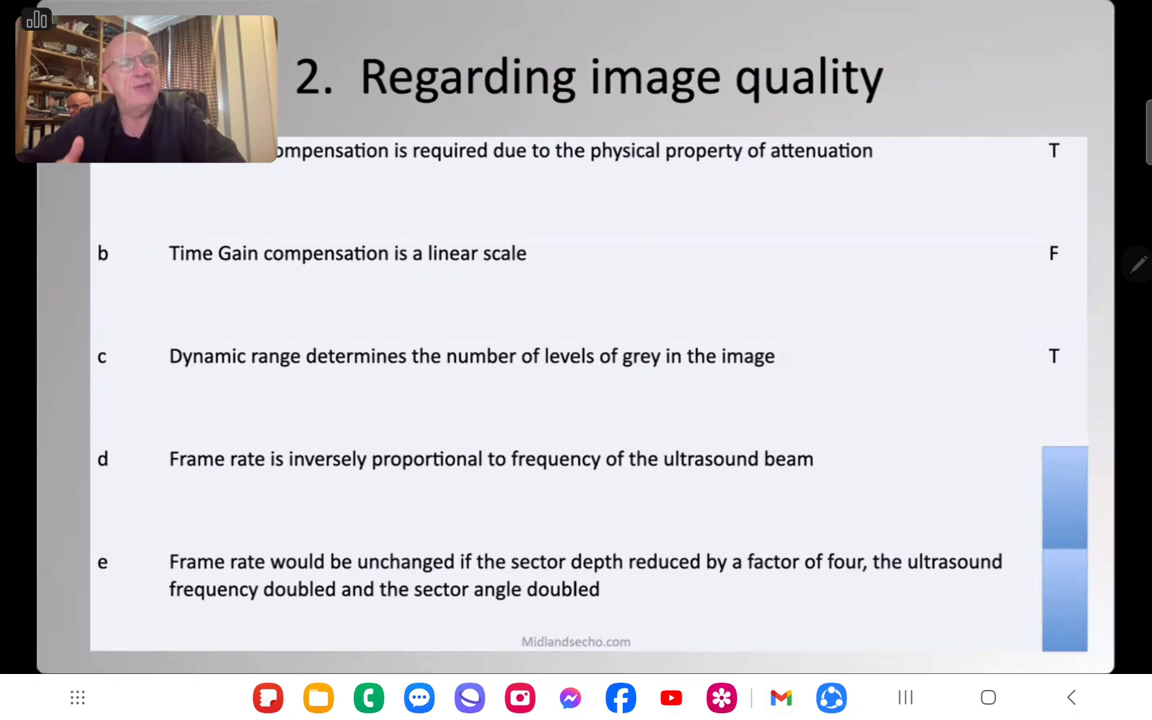 2. Regarding image quality
ompensation is required due to the physical property of attenuation T
b Time Gain compensation is a linear scale F
c Dynamic range determines the number of levels of grey in the image T
d Frame rate is inversely proportional to frequency of the ultrasound beam
e Frame rate would be unchanged if the sector depth reduced by a factor of four, the ultrasound
frequency doubled and the sector angle doubled
Midlandsecho.com